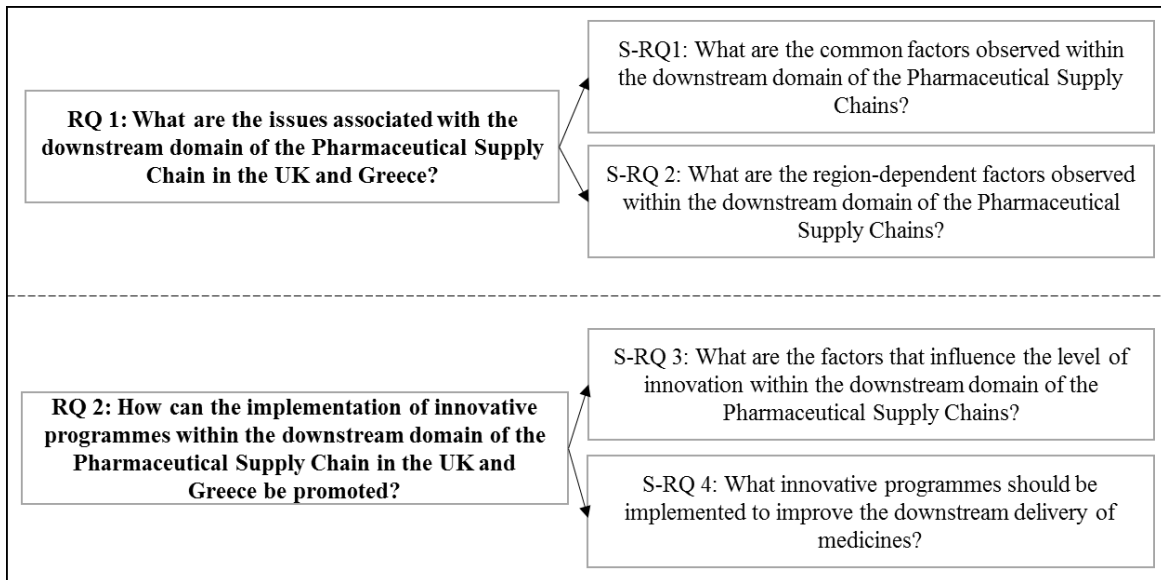 RQ 1: What are the issues associated with the
downstream domain of the Pharmaceutical Supply
Chain in the UK and Greece?
S-RQ1: What are the common factors observed within
the downstream domain of the Pharmaceutical Supply
Chains?
S-RQ 2: What are the region-dependent factors observed
within the downstream domain of the Pharmaceutical
Supply Chains?
RQ 2: How can the implementation of innovative
programmes within the downstream domain of the
Pharmaceutical Supply Chain in the UK and
Greece be promoted?
S-RQ 3: What are the factors that influence the level of
innovation within the downstream domain of the
Pharmaceutical Supply Chains?
S-RQ 4: What innovative programmes should be
implemented to improve the downstream delivery of
medicines?